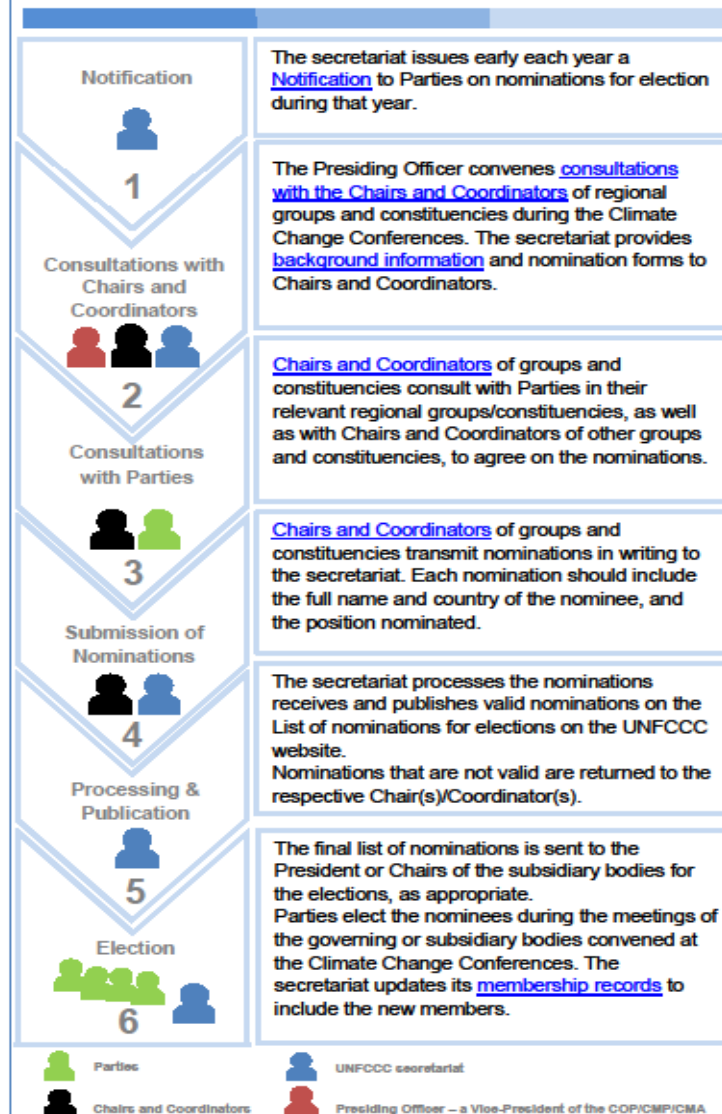 Notification
1
The secretariat issues early each year a
Notification to Parties on nominations for election
during that year.
Consultations with
Chairs and
Coordinators
2
The Presiding Officer convenes consultations
with the Chairs and Coordinators of regional
groups and constituencies during the Climate
Change Conferences. The secretariat provides
background information and nomination forms to
Chairs and Coordinators.
Consultations
with Parties
3
Chairs and Coordinators of groups and
constituencies consult with Parties in their
relevant regional groups/constituencies, as well
as with Chairs and Coordinators of other groups
and constituencies, to agree on the nominations.
Submission of
Nominations
4
Chairs and Coordinators of groups and
constituencies transmit nominations in writing to
the secretariat. Each nomination should include
the full name and country of the nominee, and
the position nominated.
Processing &
Publication
5
The secretariat processes the nominations
receives and publishes valid nominations on the
List of nominations for elections on the UNFCCC
website.
Nominations that are not valid are returned to the
respective Chair(s)/Coordinator(s).
Election
6
The final list of nominations is sent to the
President or Chairs of the subsidiary bodies for
the elections, as appropriate.
Parties elect the nominees during the meetings of
the governing or subsidiary bodies convened at
the Climate Change Conferences. The
secretariat updates its membership records to
include the new members.
Parties
UNFCCC secretariat
Chairs and Coordinators
Presiding Officer – a Vice-President of the COP/CMP/CMA